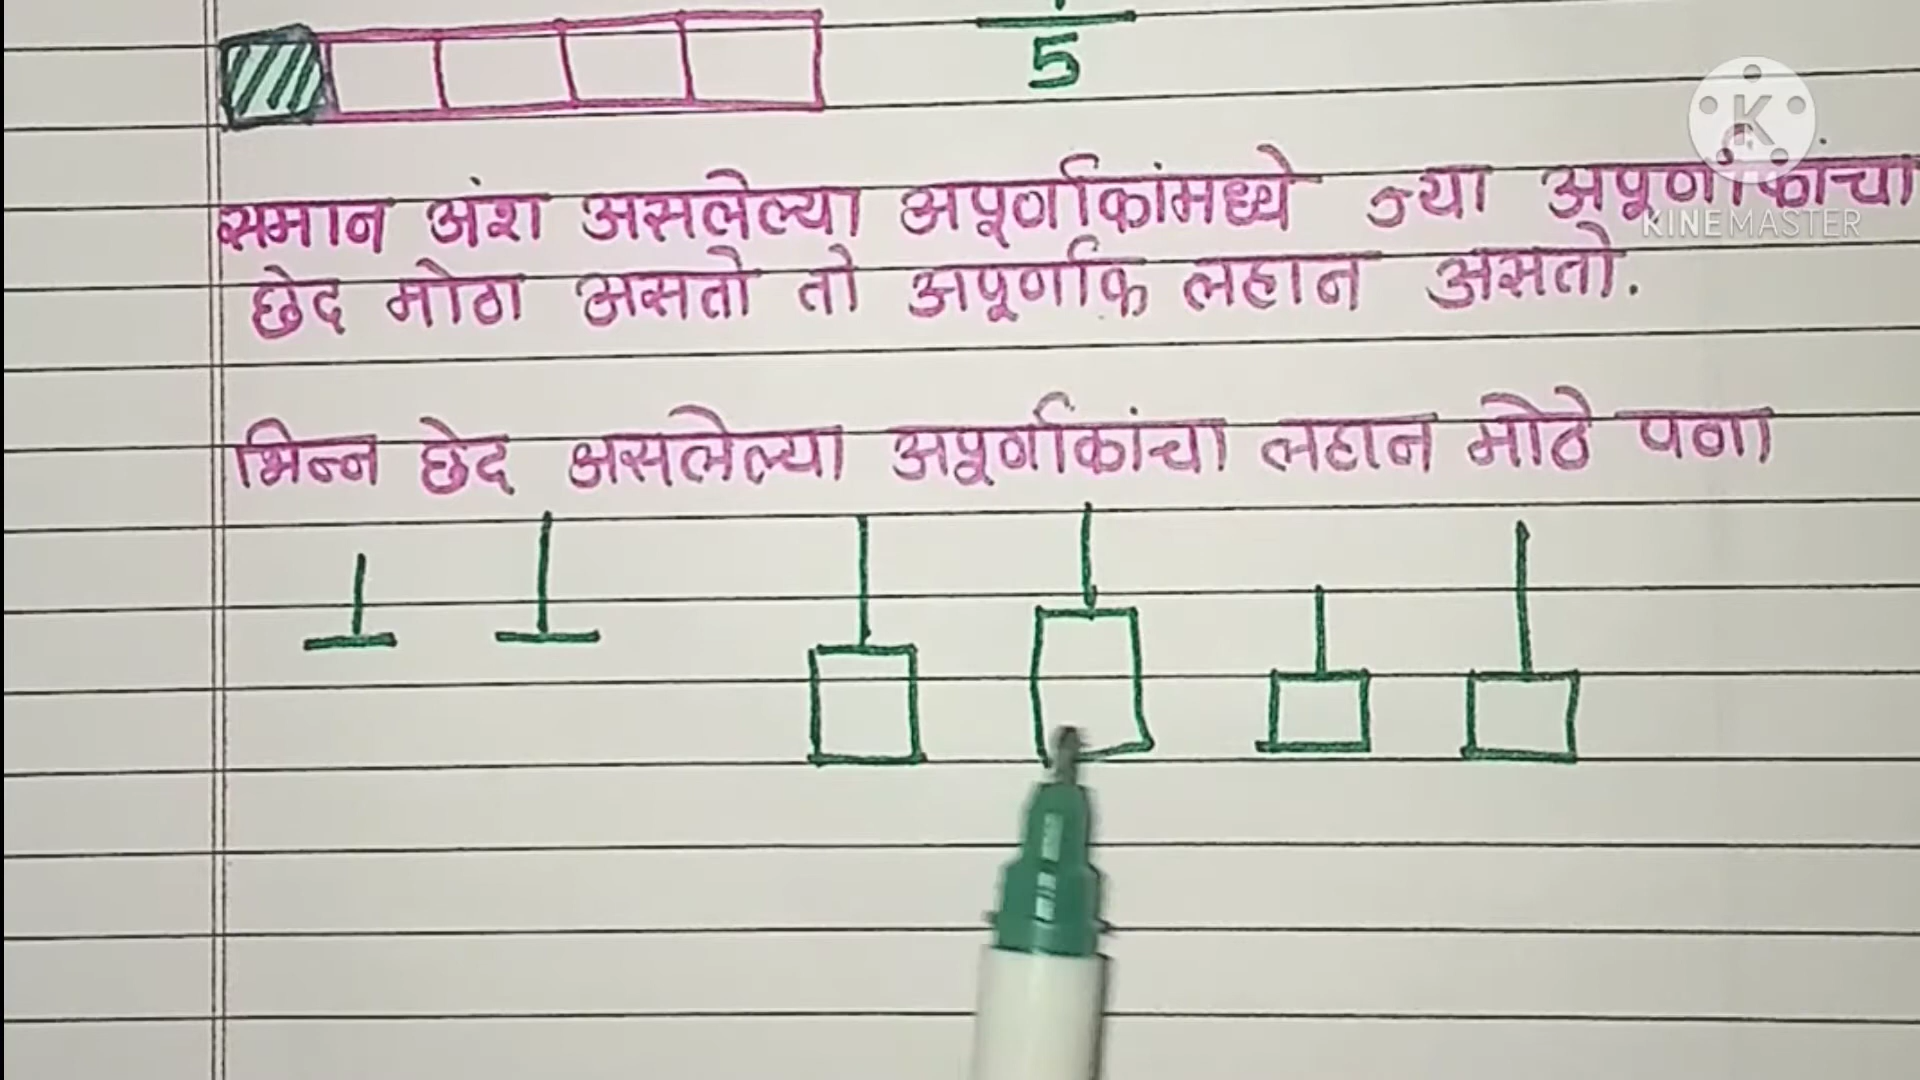 5
समान अंश असलेल्या अपूर्णाकांमध्ये ज्या अपूर्णाकांचा
छेद मोठा असतो तो अपूर्णाक लहान असतो.
भिन्न छेद असलेल्या अपूर्णाकांचा लहान मोठे पणा
K
KINEMASTER